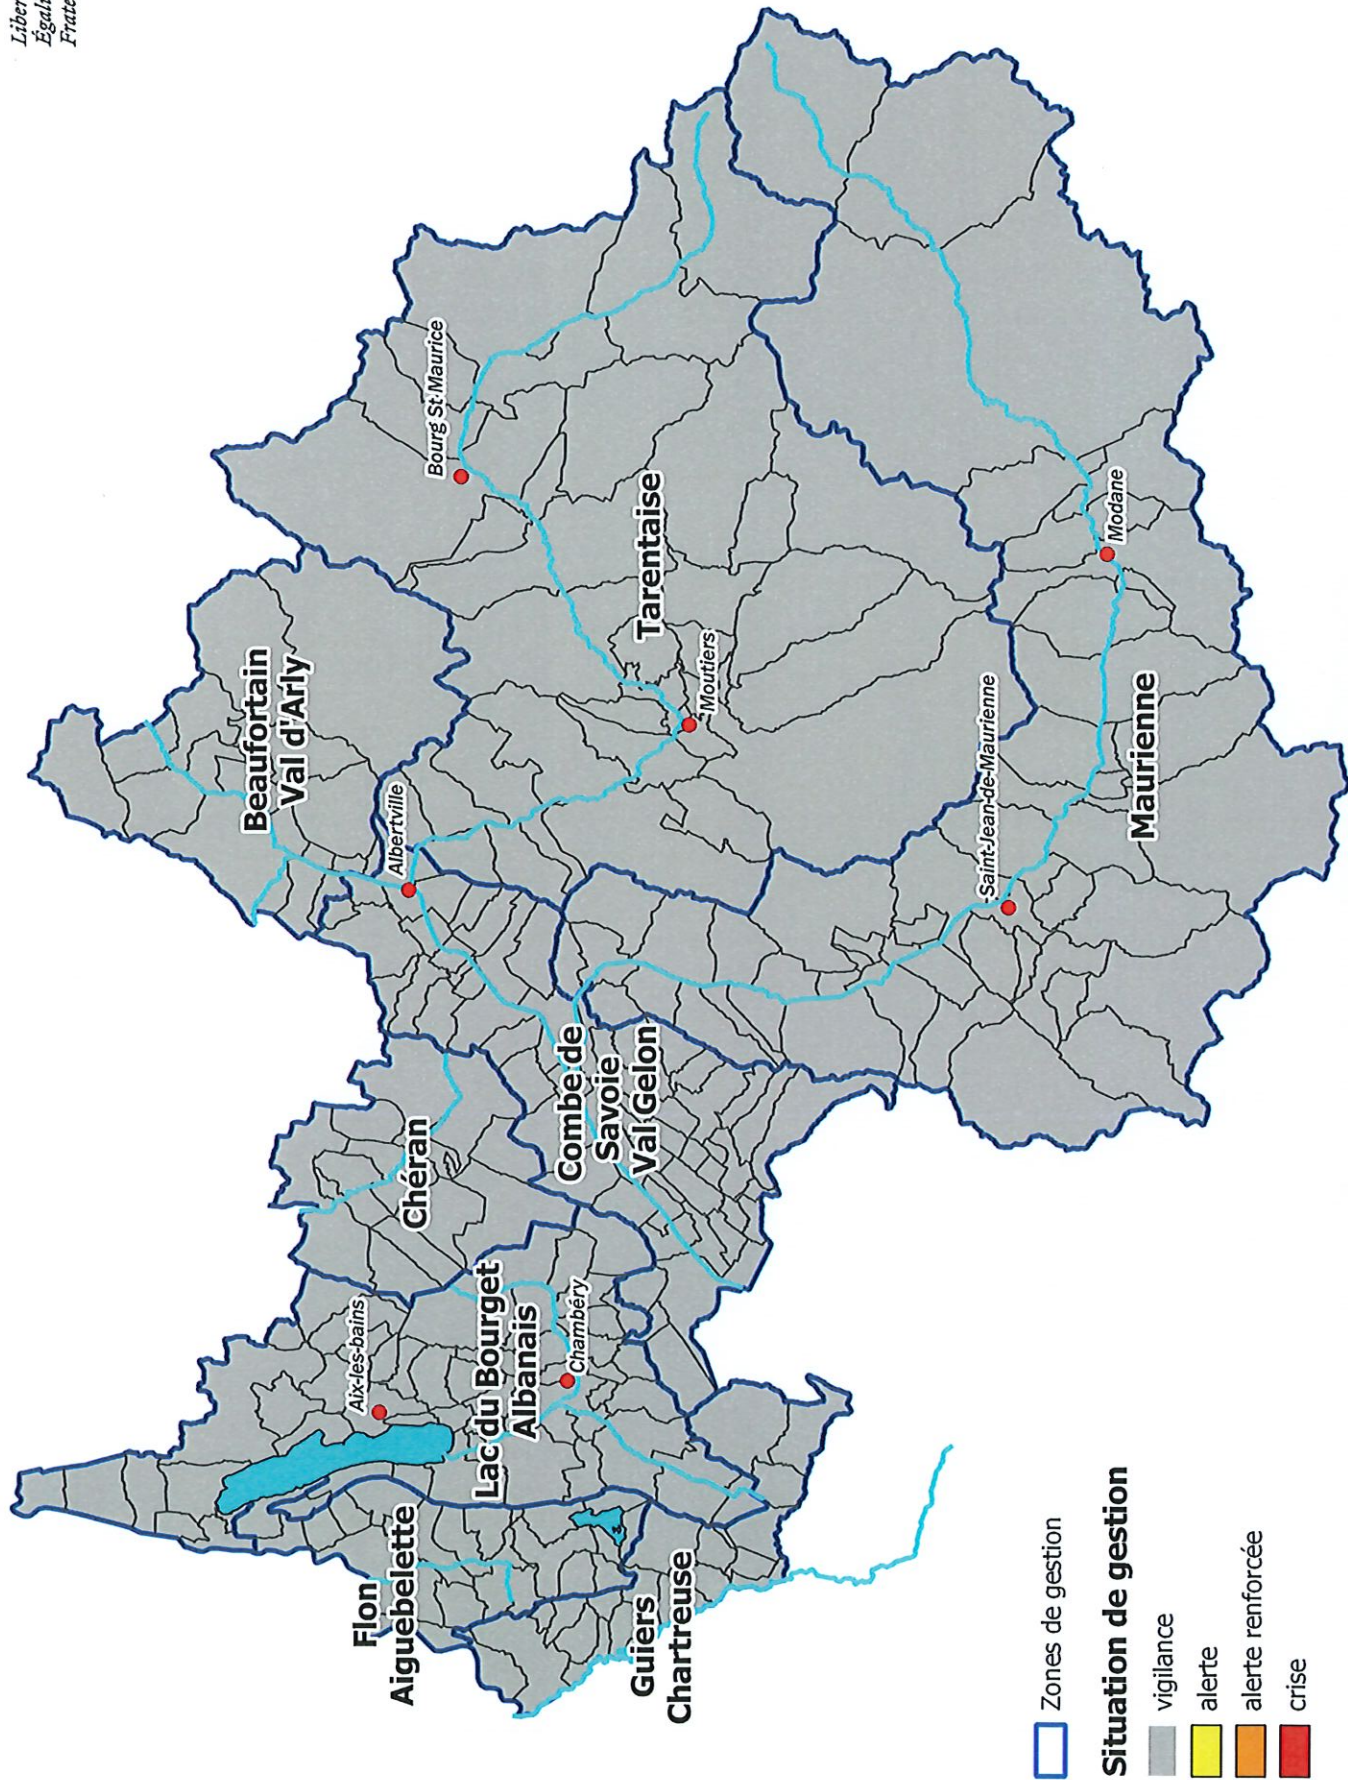 Liber
Égali
Frate
Beaufortain
Val d'Arly
Flon
Aiguebelette
Aix-les-bains
Albertville
Chéran
Bourg St Maurice
Lac du Bourget
Albanais
Chambéry
Combe de
Savoie
Val Gelon
Guiers
Chartreuse
Tarentaise
Moutiers
Saint-Jean-de-Maurienne
Modane
Maurienne
Zones de gestion
Situation de gestion
vigilance
alerte
alerte renforcée
crise